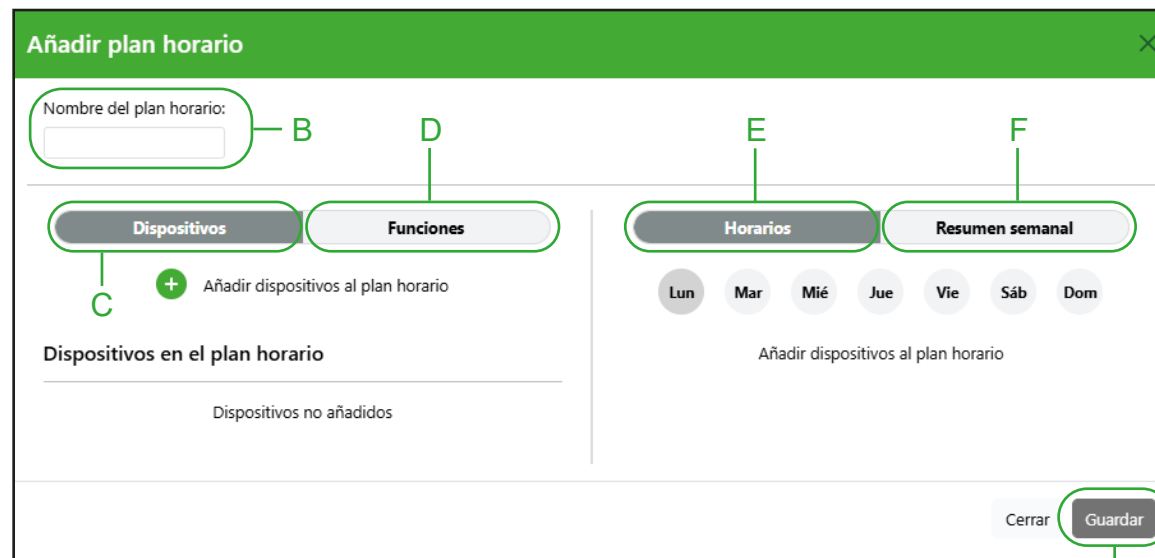 Añadir plan horario
Nombre del plan horario:
B
D
E
F
Dispositivos
Funciones
Horarios
Resumen semanal
C
Añadir dispositivos al plan horario
Lun Mar Mié Jue Vie Sáb Dom
Dispositivos en el plan horario
Añadir dispositivos al plan horario
Dispositivos no añadidos
Cerrar
Guardar